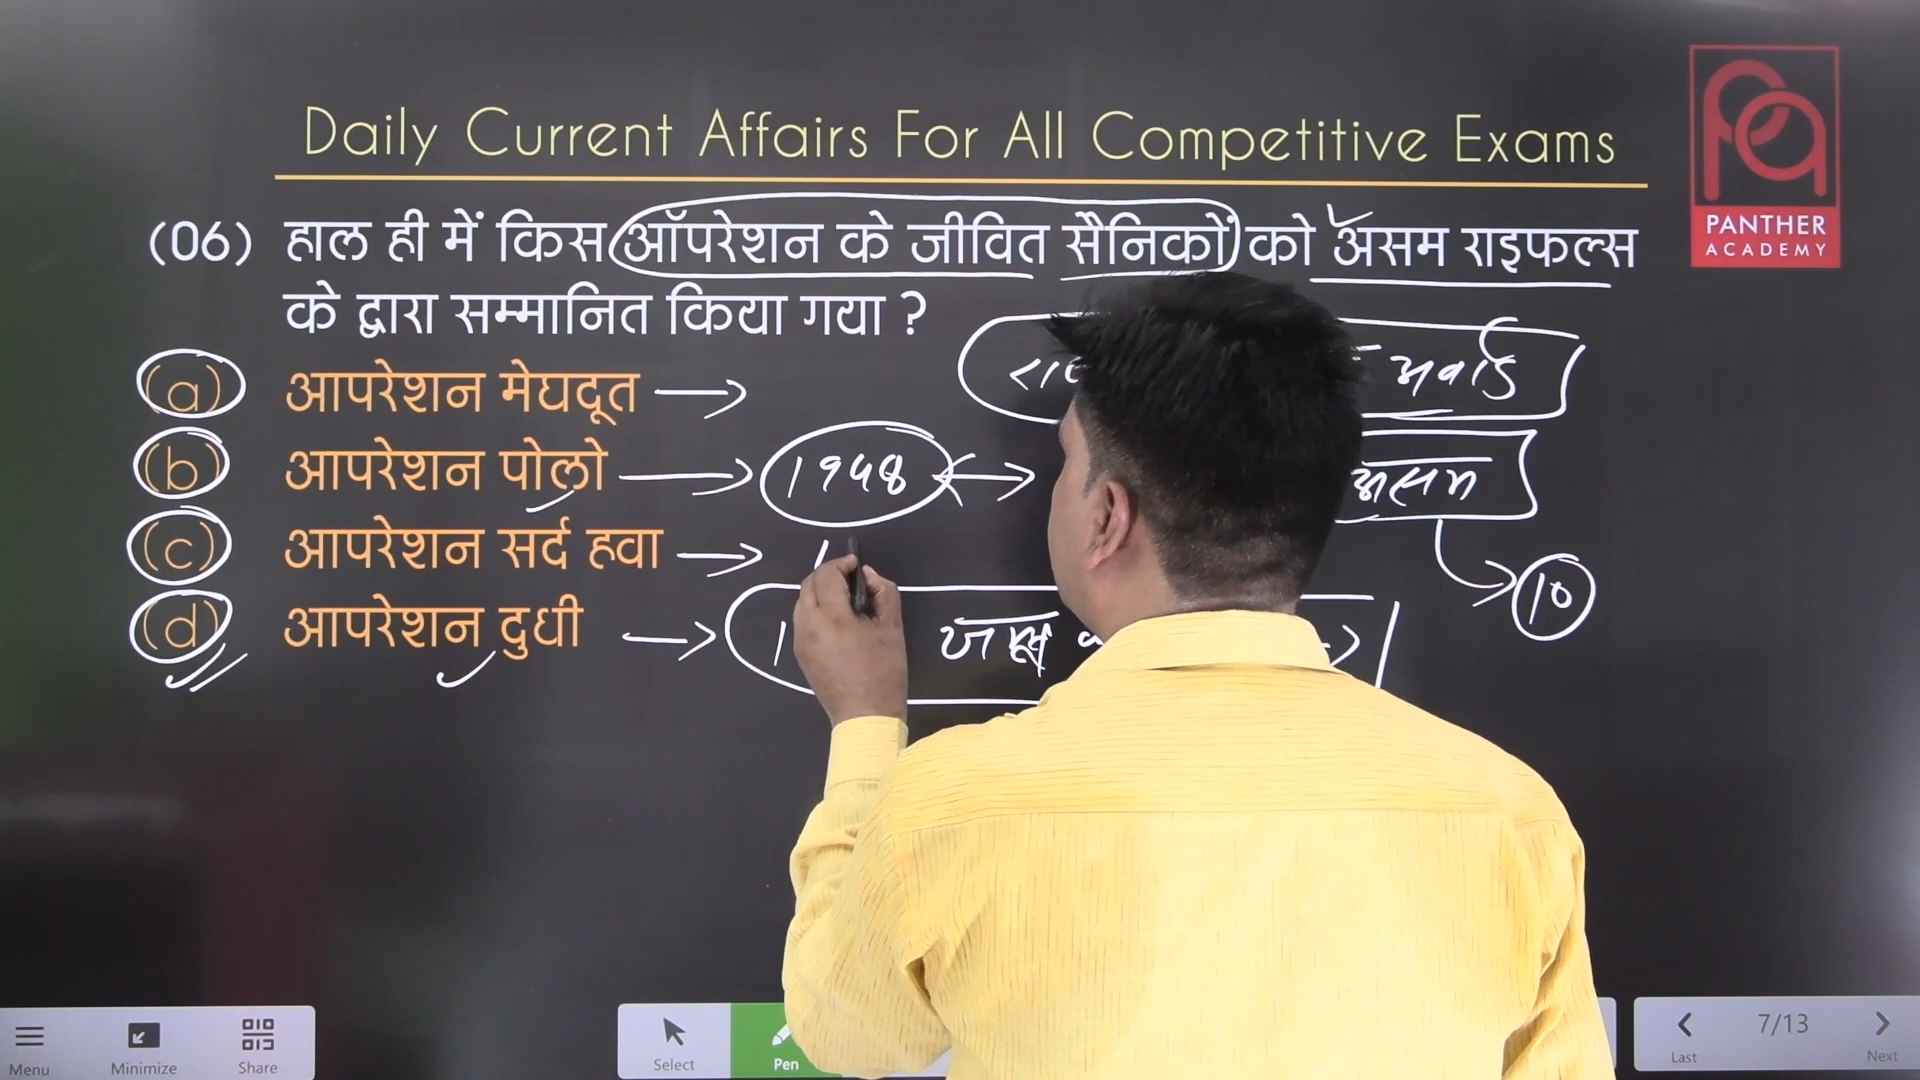 Daily Current Affairs For All Competitive Exams
PANTHER
ACADEMY
(06) हाल ही में किस ऑपरेशन के जीवित सैनिकों को असम राइफल्स
के द्वारा सम्मानित किया गया ?
(a) आपरेशन मेघदूत
अवार्ड
(b) आपरेशन पोलो
1948
असम
(c) आपरेशन सर्द हवा
10
(d) आपरेशन दुधी
Menu
Minimize
Share
Select
Pen
Last
7/13
Next